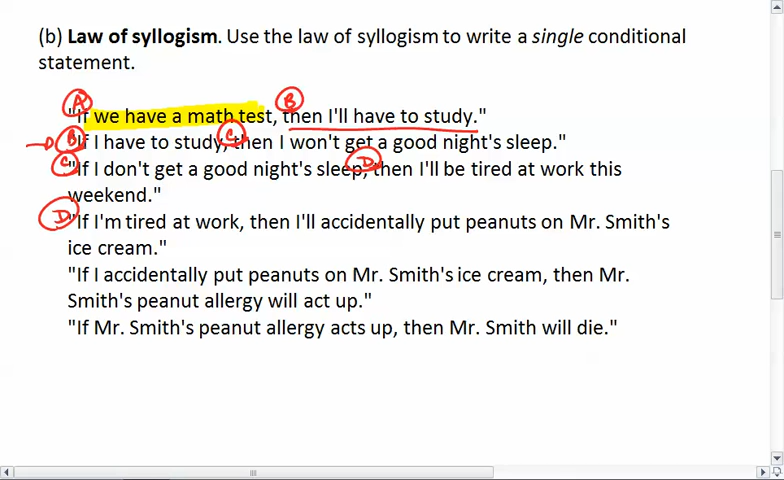 (b) Law of syllogism. Use the law of syllogism to write a single conditional
statement.
A B
"If we have a math test, then I'll have to study."
B C
"If I have to study, then I won't get a good night's sleep."
C D
"If I don't get a good night's sleep, then I'll be tired at work this
weekend."
D
"If I'm tired at work, then I'll accidentally put peanuts on Mr. Smith's
ice cream."
"If I accidentally put peanuts on Mr. Smith's ice cream, then Mr.
Smith's peanut allergy will act up."
"If Mr. Smith's peanut allergy acts up, then Mr. Smith will die."